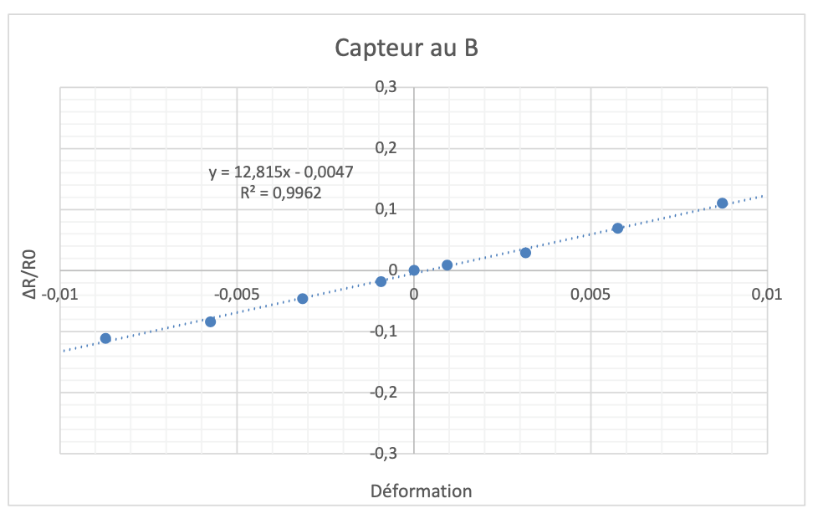 Capteur au B
0,3
0,2
y = 12,815x - 0,0047
R² = 0,9962
0,1
0
ΔR/R0
-0,01
-0,005
0
0,005
0,01
-0,1
-0,2
-0,3
Déformation